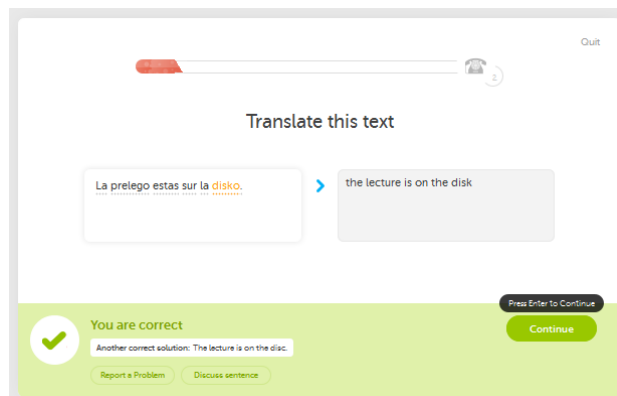 Quit
2
Translate this text
La prelego estas sur la disko.
the lecture is on the disk
Press Enter to Continue
You are correct
Continue
Another correct solution: The lecture is on the disc.
Report a Problem
Discuss sentence